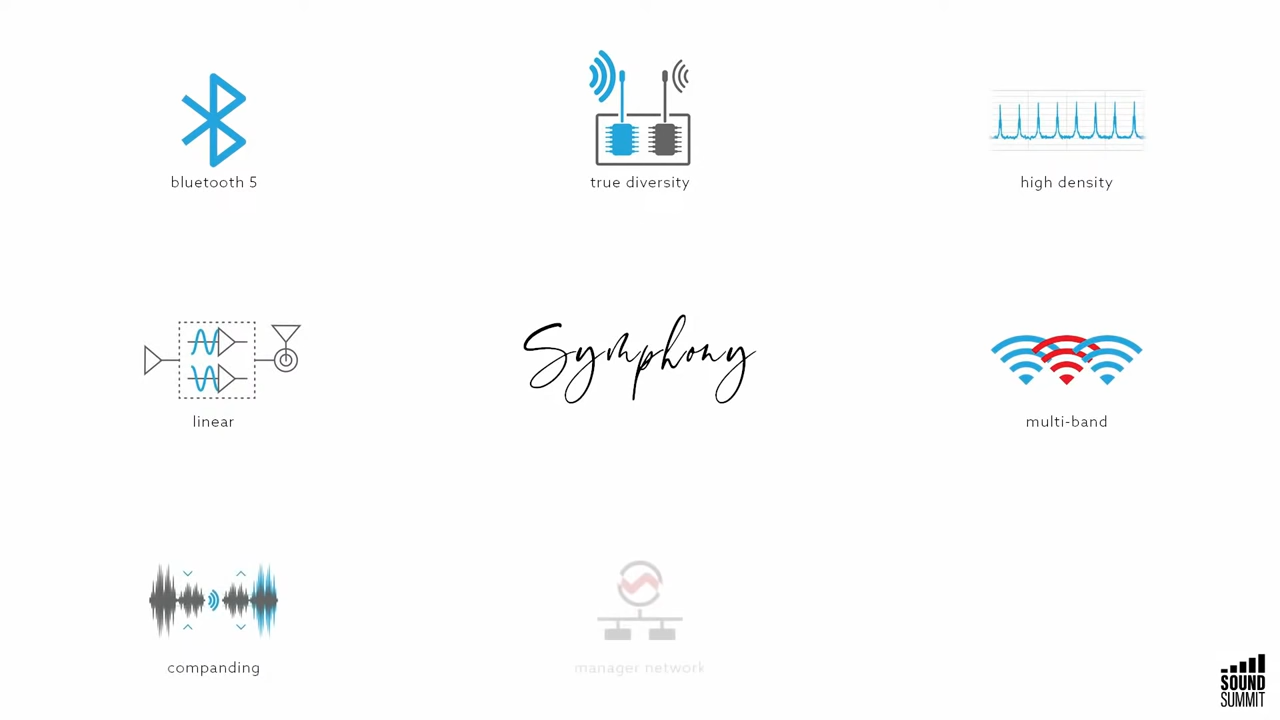 bluetooth 5
true diversity
high density
linear
Symphony
multi-band
companding
manager network
SOUND
SUMMIT